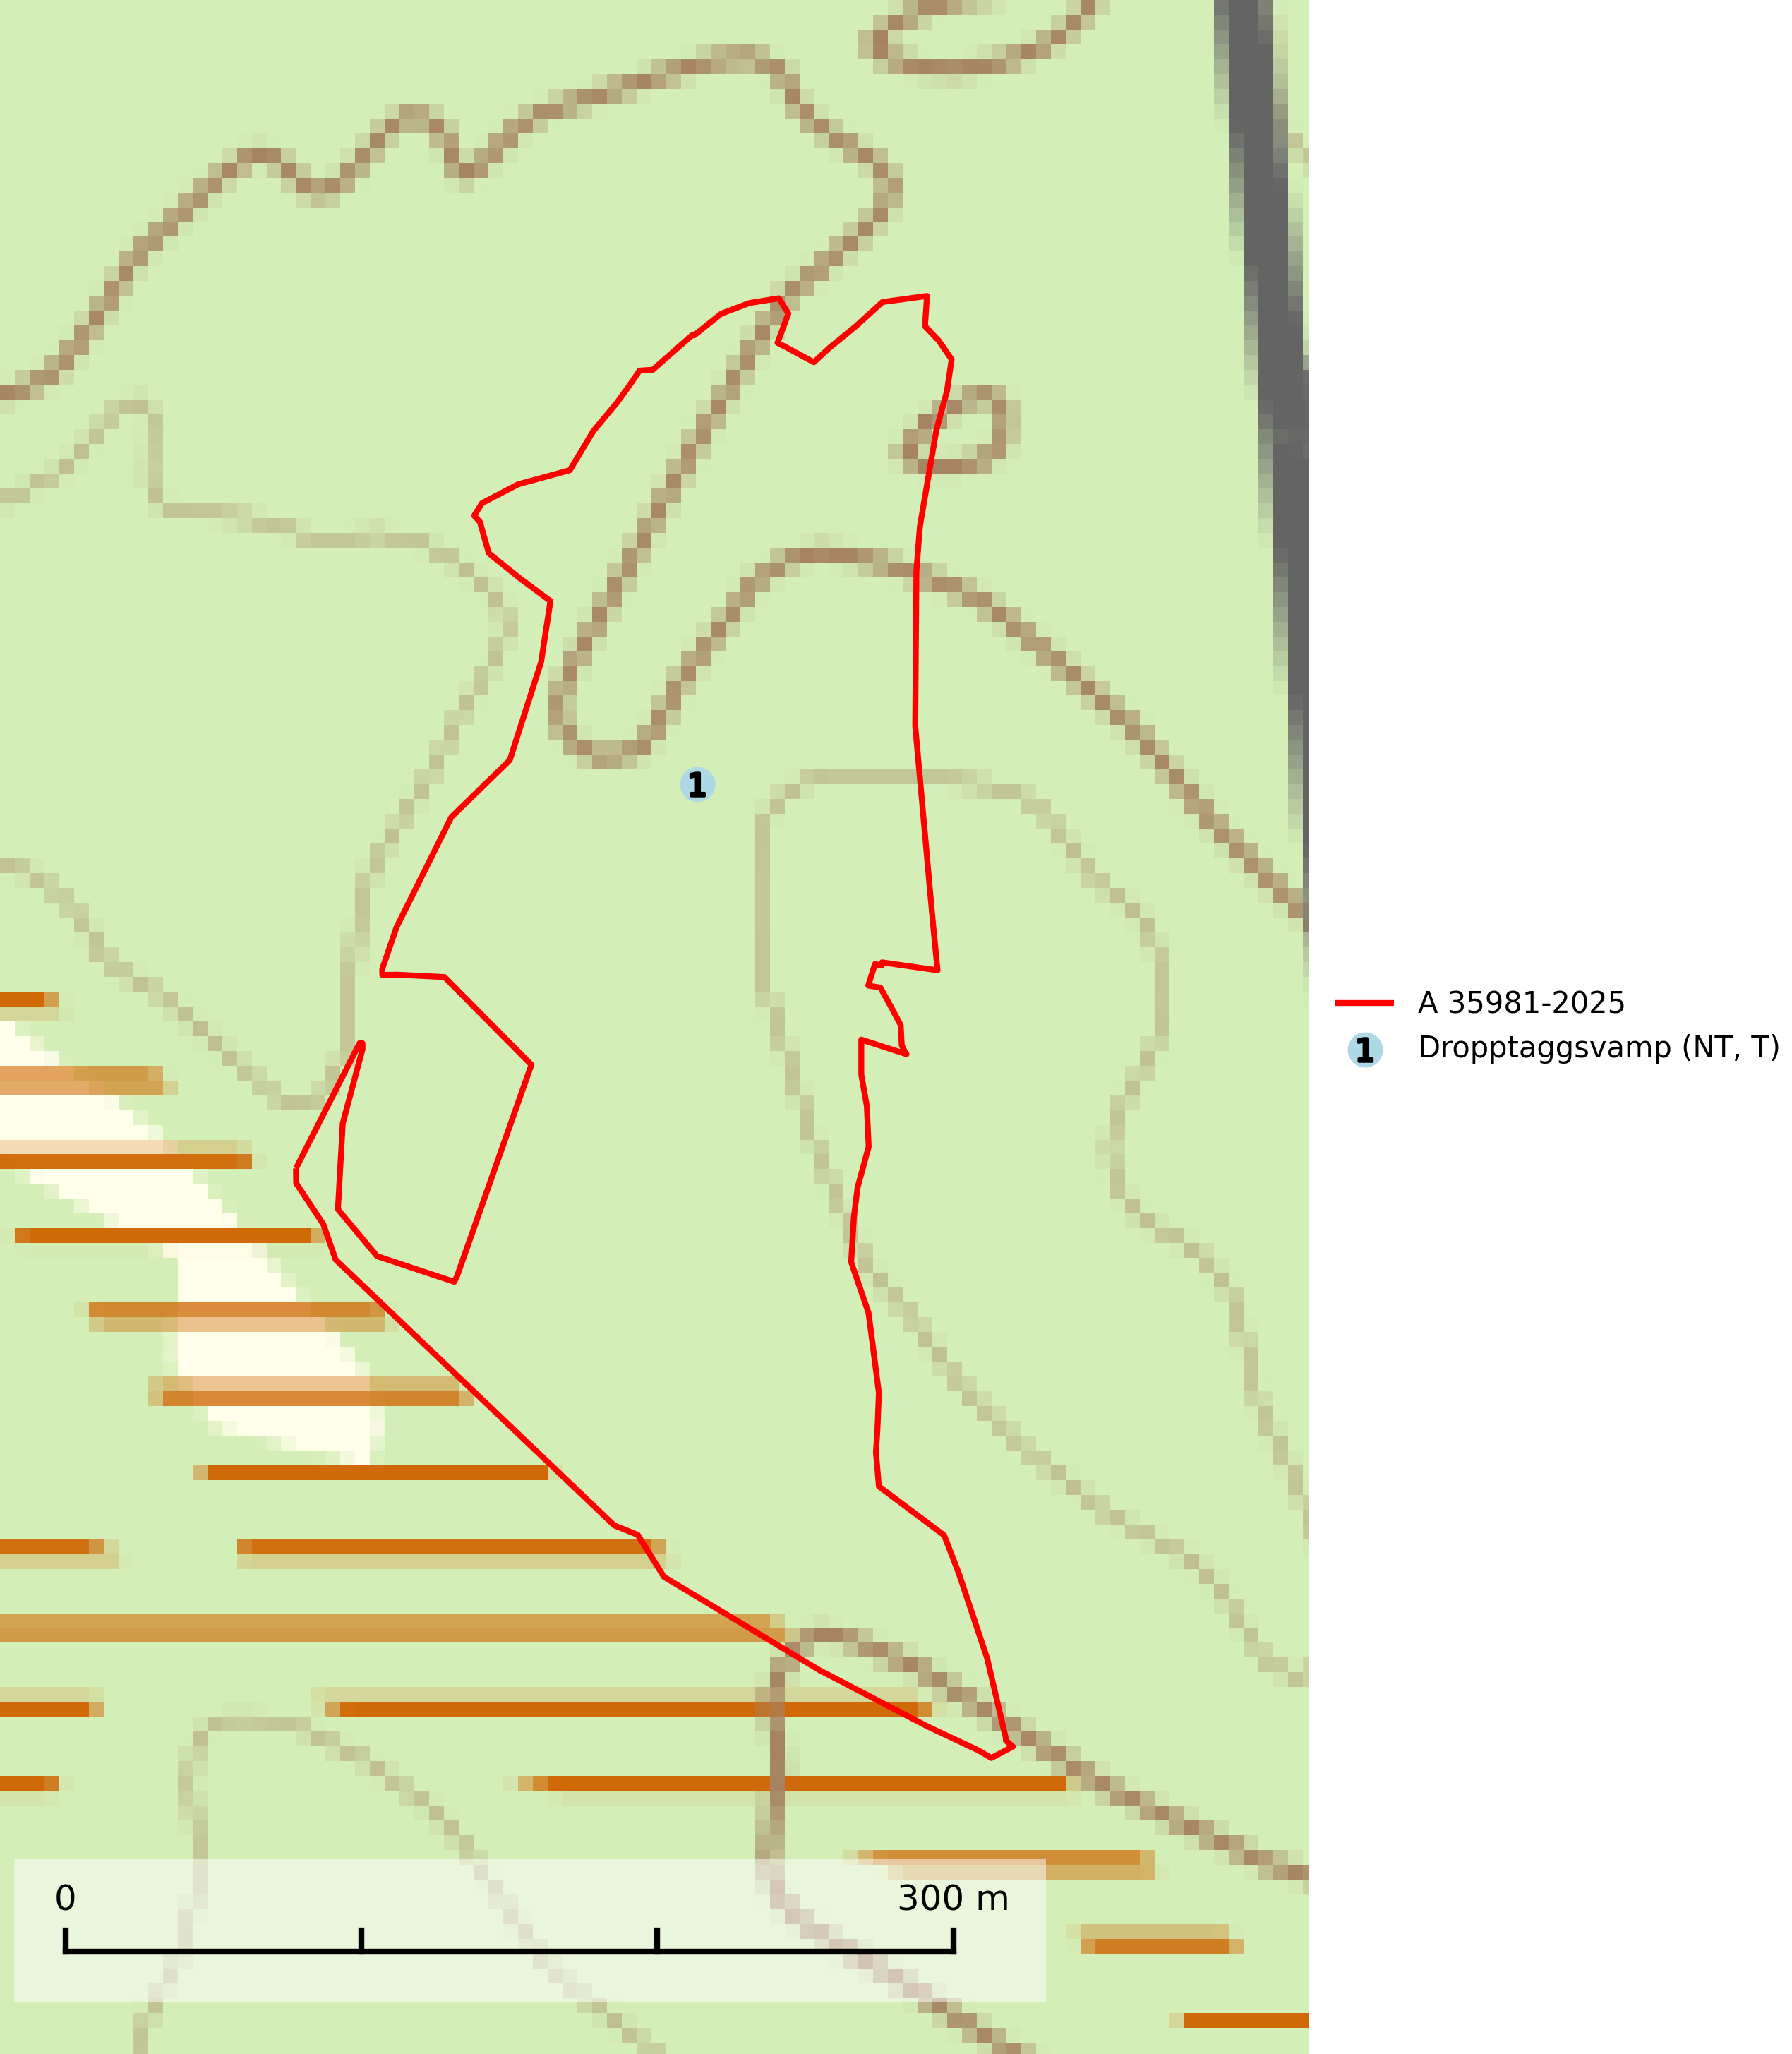 1
A 35981-2025
1 Dropptaggsvamp (NT, T)
0 300 m